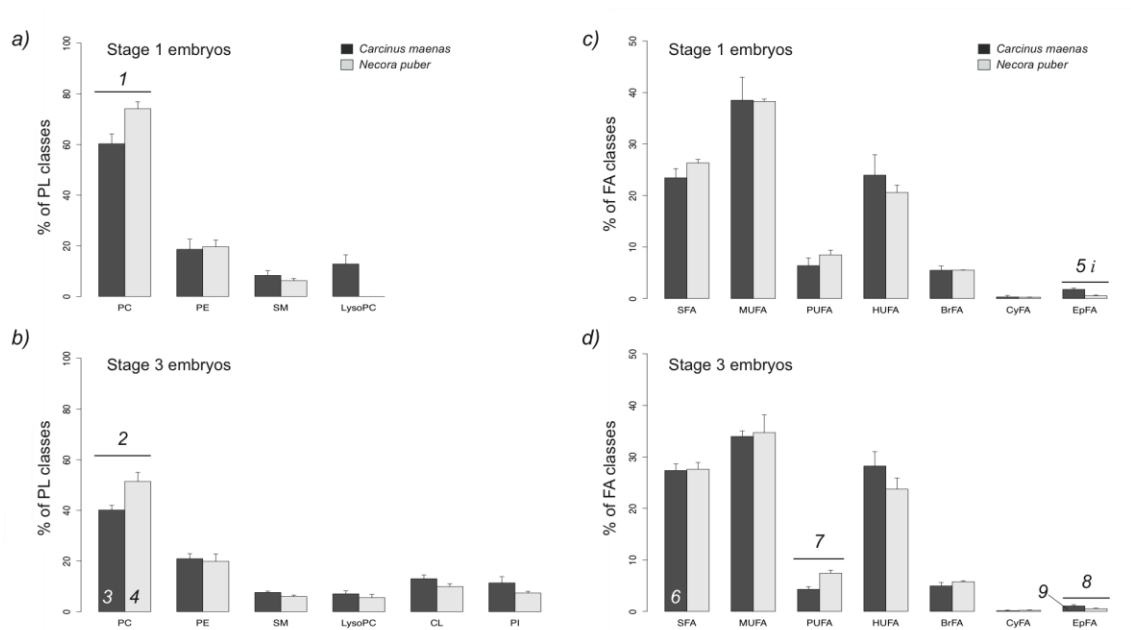 a)
Stage 1 embryos
Carcinus maenas
Necora puber
% of PL classes
100
80
60
40
20
0
1
PC PE SM LysoPC
b)
Stage 3 embryos
% of PL classes
100
80
60
40
20
0
2
3 4
PC PE SM LysoPC CL PI
c)
Stage 1 embryos
Carcinus maenas
Necora puber
% of FA classes
50
40
30
20
10
0
5 i
SFA MUFA PUFA HUFA BrFA CyFA EpFA
d)
Stage 3 embryos
% of FA classes
50
40
30
20
10
0
6
7
9 8
SFA MUFA PUFA HUFA BrFA CyFA EpFA